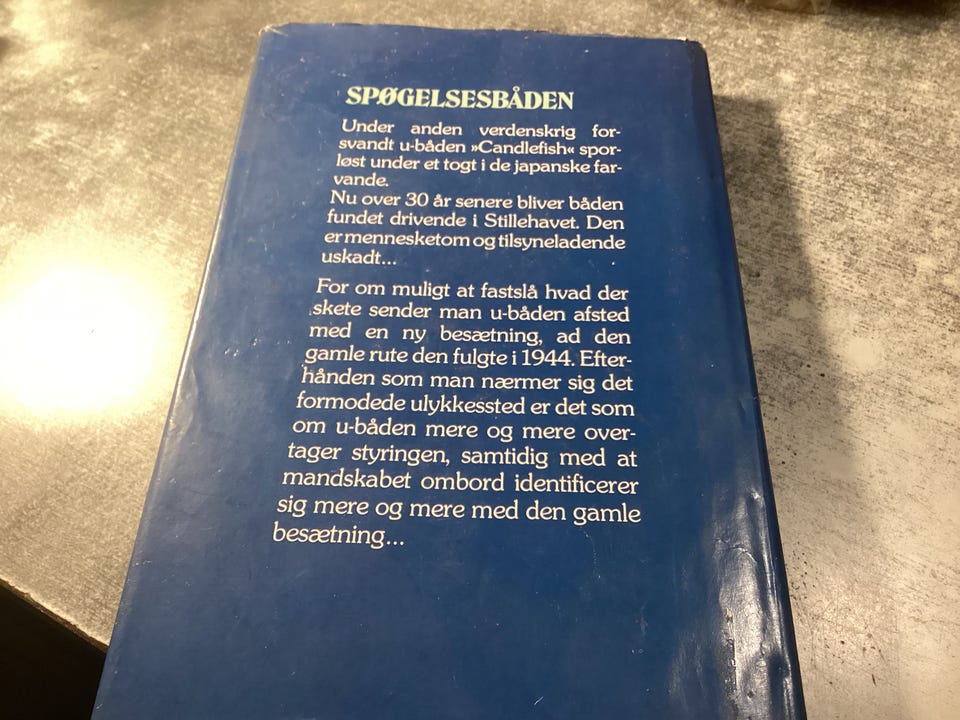 SPØGELSESBÅDEN
Under anden verdenskrig for-
svandt u-båden »Candlefish« spor-
løst under et togt i de japanske far-
vande.
Nu over 30 år senere bliver båden
fundet drivende i Stillehavet. Den
er mennesketom og tilsyneladende
uskadt...
For om muligt at fastslå hvad der
skete sender man u-båden afsted
med en ny besætning, ad den
gamle rute den fulgte i 1944. Efter-
hånden som man nærmer sig det
formodede ulykkessted er det som
om u-båden mere og mere over-
tager styringen, samtidig med at
mandskabet ombord identificerer
sig mere og mere med den gamle
besætning...